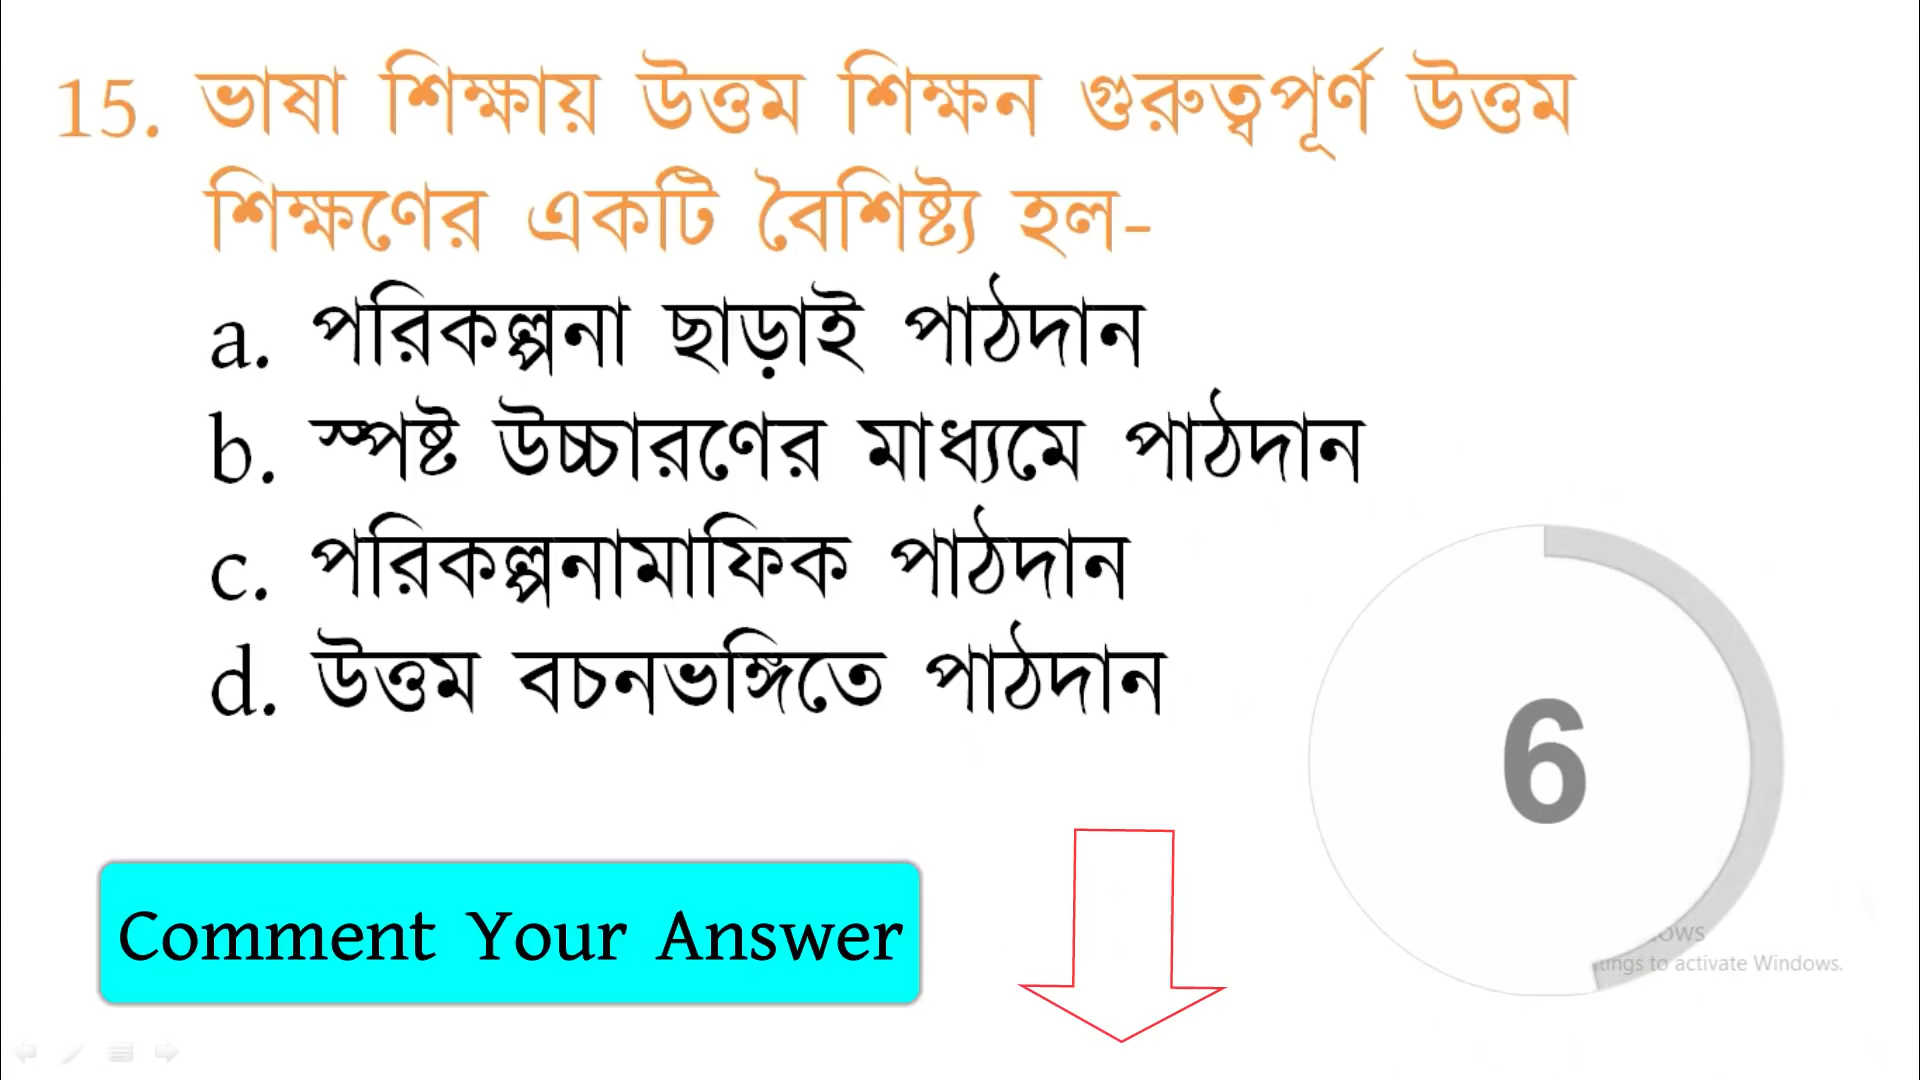 15. ভাষা শিক্ষায় উত্তম শিক্ষন গুরুত্বপূর্ণ উত্তম
শিক্ষণের একটি বৈশিষ্ট্য হল-
a. পরিকল্পনা ছাড়াই পাঠদান
b. স্পষ্ট উচ্চারণের মাধ্যমে পাঠদান
c. পরিকল্পনামাফিক পাঠদান
d. উত্তম বচনভঙ্গিতে পাঠদান
6
Comment Your Answer
to activate Windows.